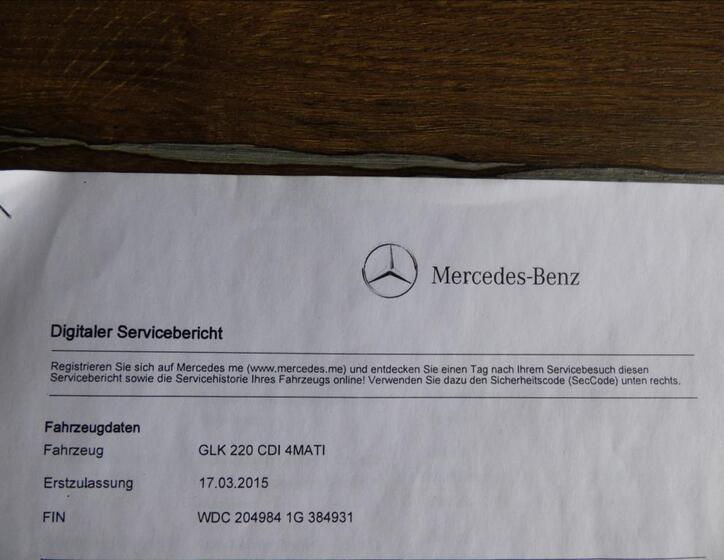 Mercedes-Benz
Digitaler Servicebericht
Registrieren Sie sich auf Mercedes me (www.mercedes.me) und entdecken Sie einen Tag nach Ihrem Servicebesuch diesen
Servicebericht sowie die Servicehistorie Ihres Fahrzeugs online! Verwenden Sie dazu den Sicherheitscode (SecCode) unten rechts.
Fahrzeugdaten
Fahrzeug GLK 220 CDI 4MATI
Erstzulassung 17.03.2015
FIN WDC 204984 1G 384931